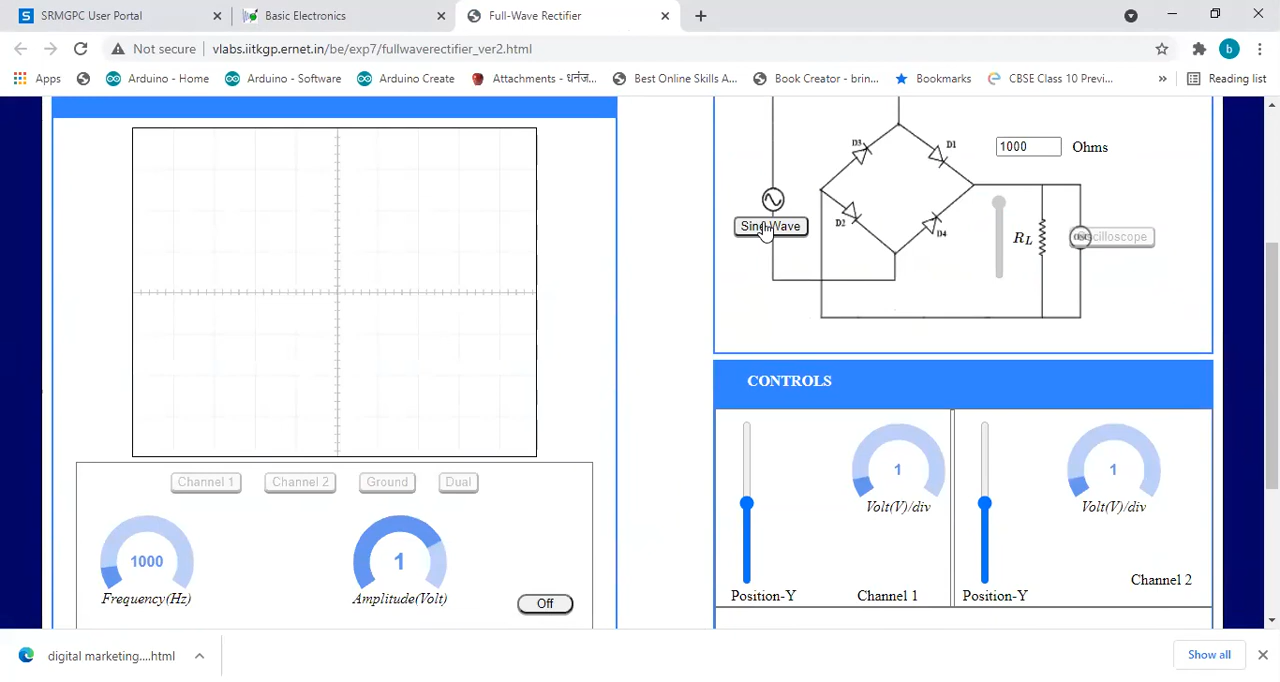 SRMGPC User Portal
Basic Electronics
Full-Wave Rectifier
Not secure
vlabs.iitkgp.ernet.in/be/exp7/fullwaverectifier_ver2.html
b
Apps
Arduino - Home
Arduino - Software
Arduino Create
Attachments - धनंज...
Best Online Skills A...
Book Creator - brin...
Bookmarks
CBSE Class 10 Previ...
»
Reading list
D3
D1
1000
Ohms
Sine Wave
D2
D4
RL
OSC
Oscilloscope
CONTROLS
1
Volt(V)/div
1
Volt(V)/div
Position-Y
Channel 1
Position-Y
Channel 2
Channel 1
Channel 2
Ground
Dual
1000
Frequency(Hz)
1
Amplitude(Volt)
Off
digital marketing....html
Show all